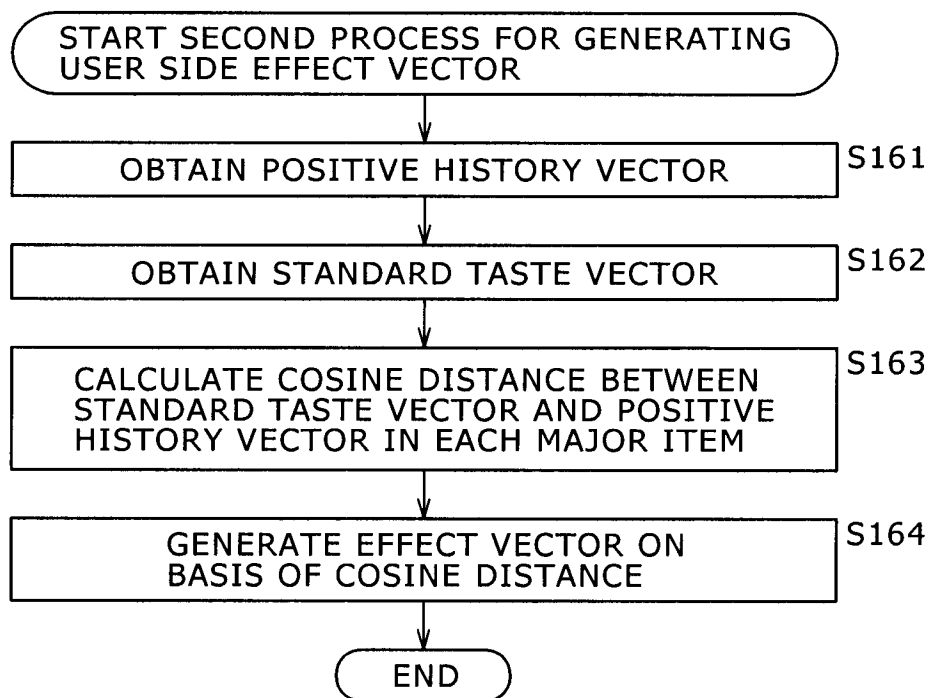 START SECOND PROCESS FOR GENERATING
USER SIDE EFFECT VECTOR
OBTAIN POSITIVE HISTORY VECTOR
S161
OBTAIN STANDARD TASTE VECTOR
S162
CALCULATE COSINE DISTANCE BETWEEN
STANDARD TASTE VECTOR AND POSITIVE
HISTORY VECTOR IN EACH MAJOR ITEM
S163
GENERATE EFFECT VECTOR ON
BASIS OF COSINE DISTANCE
S164
END